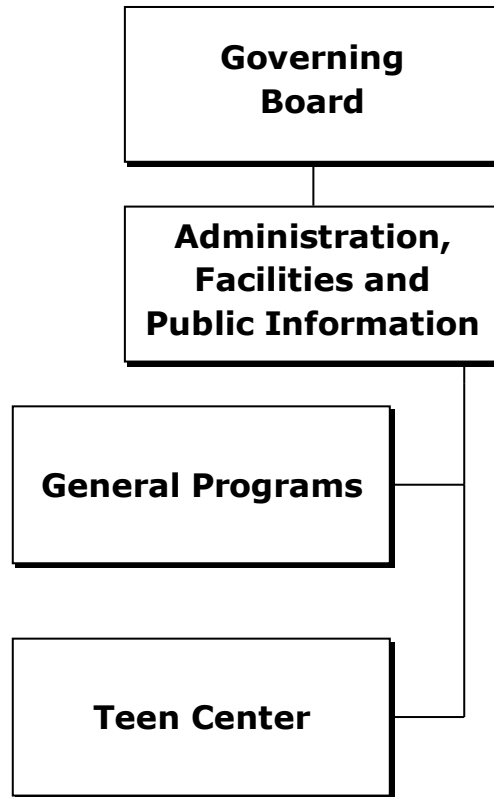 Governing
Board
Administration,
Facilities and
Public Information
General Programs
Teen Center